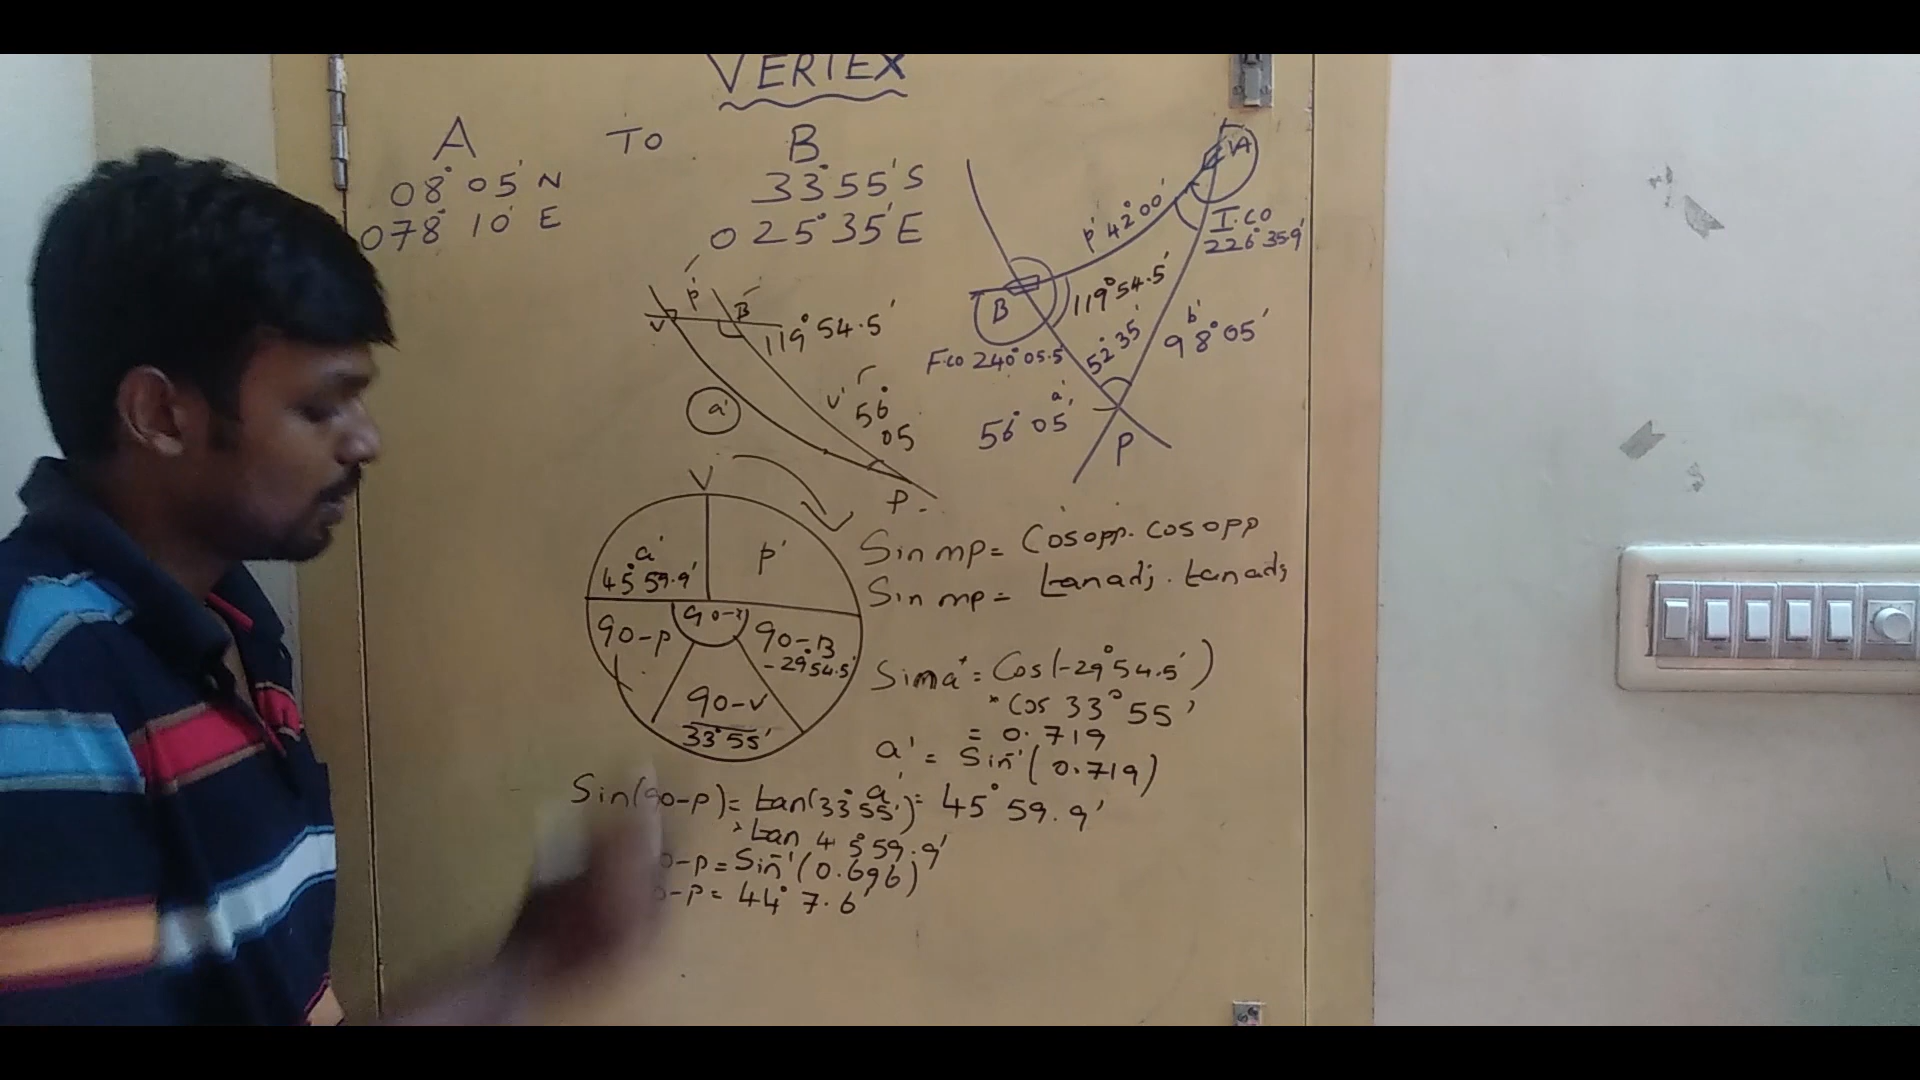 VERTEX
A TO B
08° 05' N 33° 55' S
078° 10' E 025° 35' E
A
p' 42° 00'
I.co
226° 35.9'
B
119° 54.5'
52° 35'
b'
98° 05'
F.co 240° 05.5
a'
56° 05'
P
p'
V B
119° 54.5'
a'
v' 56°
05
P.
V
a'
45° 59.9'
p'
90-P
90-B
-29° 54.5'
90-v
33° 55'
Sin mp = Cos opp. cos opp
Sin mp = tan adj . tan adj
Sin a' = Cos(-29° 54.5')
× Cos 33° 55'
= 0.719
a' = Sin⁻¹(0.719)
a' = 45° 59.9'
Sin(90-P) = tan(33° 55')
× tan 45° 59.9'
0-P = Sin⁻¹(0.696)
0-P = 44° 7.6'